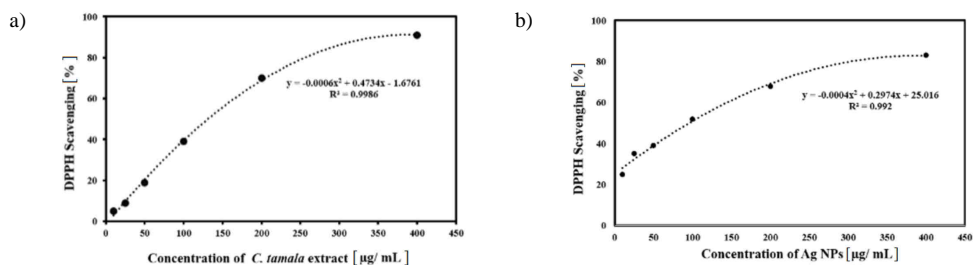 a)
100
80
60
40
20
0
DPPH Scavenging [%]
y = -0.0006x² + 0.4734x - 1.6761
R² = 0.9986
0 50 100 150 200 250 300 350 400 450
Concentration of C. tamala extract [µg/ mL]
b)
100
80
60
40
20
0
DPPH Scavenging [%]
y = -0.0004x² + 0.2974x + 25.016
R² = 0.992
0 50 100 150 200 250 300 350 400 450
Concentration of Ag NPs [µg/ mL]